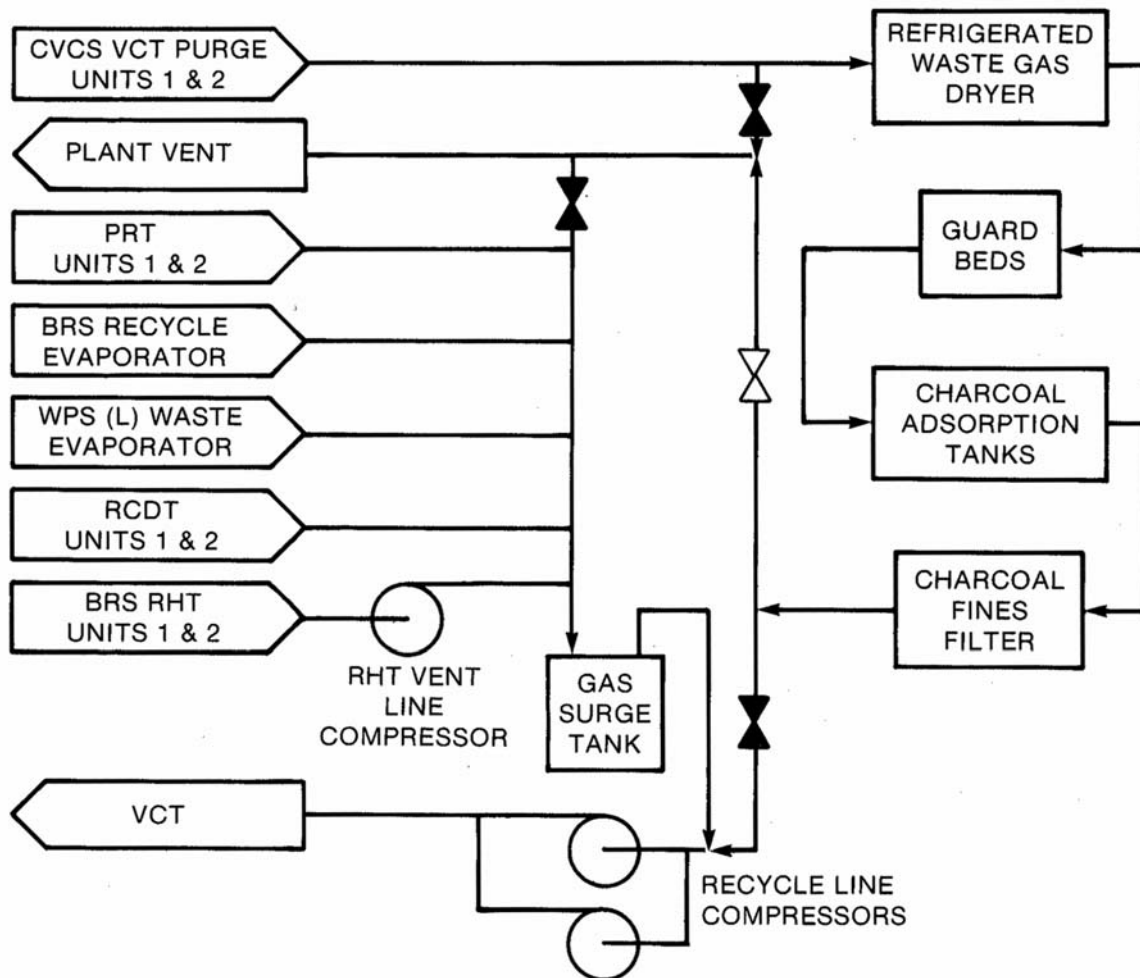 CVCS VCT PURGE
UNITS 1 & 2
REFRIGERATED
WASTE GAS
DRYER
PLANT VENT
PRT
UNITS 1 & 2
GUARD
BEDS
BRS RECYCLE
EVAPORATOR
WPS (L) WASTE
EVAPORATOR
CHARCOAL
ADSORPTION
TANKS
RCDT
UNITS 1 & 2
BRS RHT
UNITS 1 & 2
CHARCOAL
FINES
FILTER
RHT VENT
LINE
COMPRESSOR
GAS
SURGE
TANK
VCT
RECYCLE LINE
COMPRESSORS